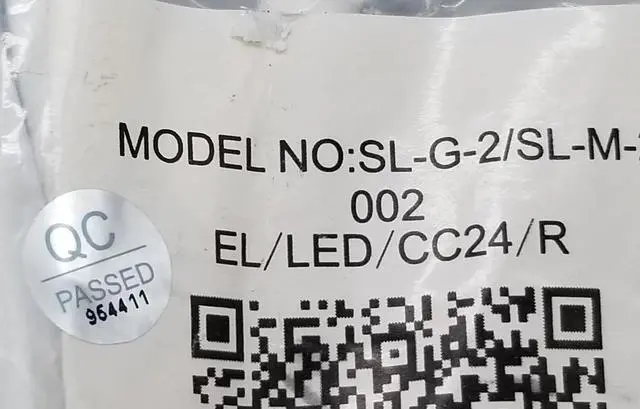 MODEL NO:SL-G-2/SL-M-
002
EL/LED/CC24/R
QC
PASSED
964411